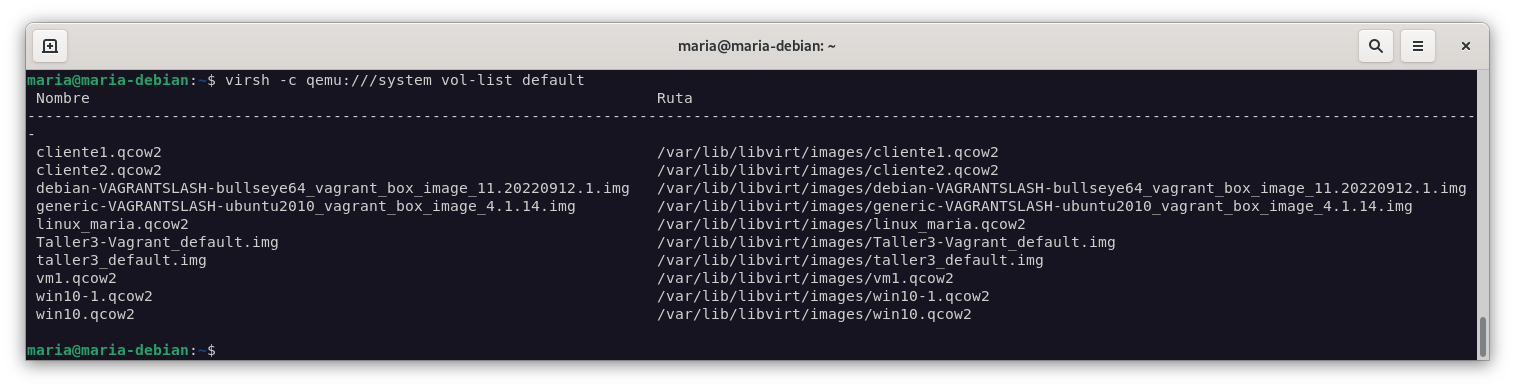 maria@maria-debian: ~
maria@maria-debian:~$ virsh -c qemu:///system vol-list default
 Nombre                                                               Ruta
-----------------------------------------------------------------------------------------------------------------------------------------------------------------
-
 cliente1.qcow2                                                       /var/lib/libvirt/images/cliente1.qcow2
 cliente2.qcow2                                                       /var/lib/libvirt/images/cliente2.qcow2
 debian-VAGRANTSLASH-bullseye64_vagrant_box_image_11.20220912.1.img   /var/lib/libvirt/images/debian-VAGRANTSLASH-bullseye64_vagrant_box_image_11.20220912.1.img
 generic-VAGRANTSLASH-ubuntu2010_vagrant_box_image_4.1.14.img         /var/lib/libvirt/images/generic-VAGRANTSLASH-ubuntu2010_vagrant_box_image_4.1.14.img
 linux_maria.qcow2                                                    /var/lib/libvirt/images/linux_maria.qcow2
 Taller3-Vagrant_default.img                                          /var/lib/libvirt/images/Taller3-Vagrant_default.img
 taller3_default.img                                                  /var/lib/libvirt/images/taller3_default.img
 vm1.qcow2                                                            /var/lib/libvirt/images/vm1.qcow2
 win10-1.qcow2                                                        /var/lib/libvirt/images/win10-1.qcow2
 win10.qcow2                                                          /var/lib/libvirt/images/win10.qcow2
maria@maria-debian:~$